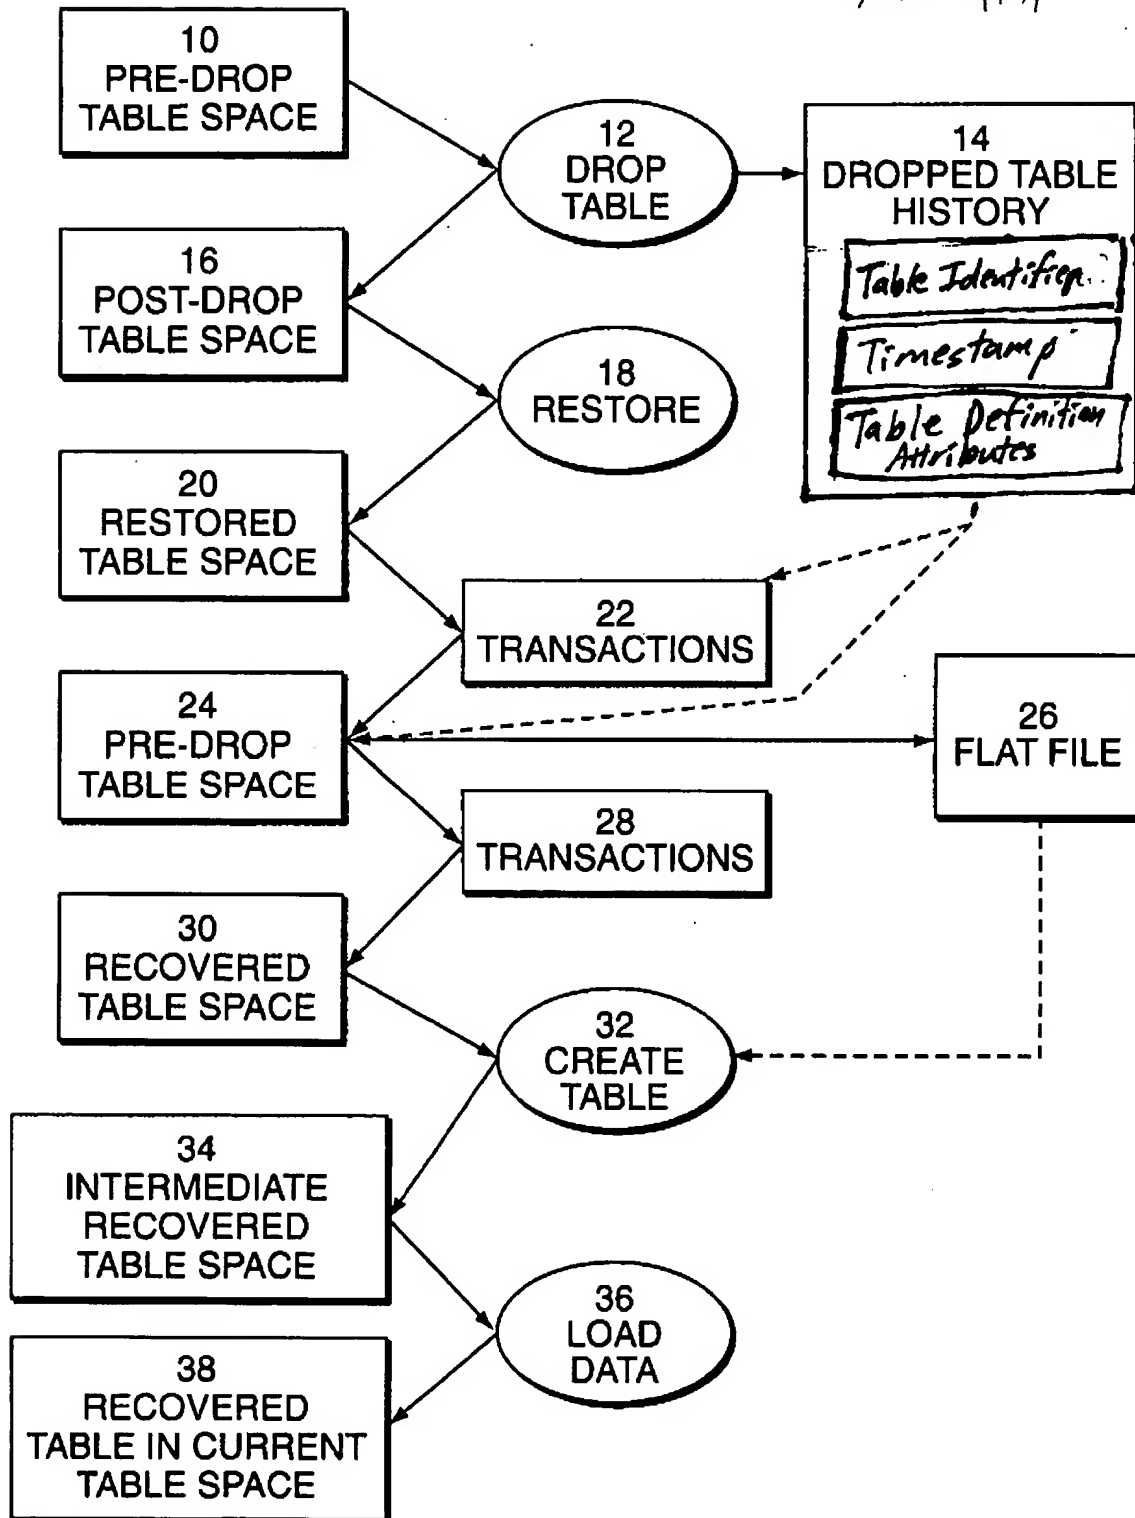 10
PRE-DROP
TABLE SPACE
12
DROP
TABLE
14
DROPPED TABLE
HISTORY
Table Identifier
Timestamp
Table Definition
Attributes
16
POST-DROP
TABLE SPACE
18
RESTORE
20
RESTORED
TABLE SPACE
22
TRANSACTIONS
24
PRE-DROP
TABLE SPACE
26
FLAT FILE
28
TRANSACTIONS
30
RECOVERED
TABLE SPACE
32
CREATE
TABLE
34
INTERMEDIATE
RECOVERED
TABLE SPACE
36
LOAD
DATA
38
RECOVERED
TABLE IN CURRENT
TABLE SPACE